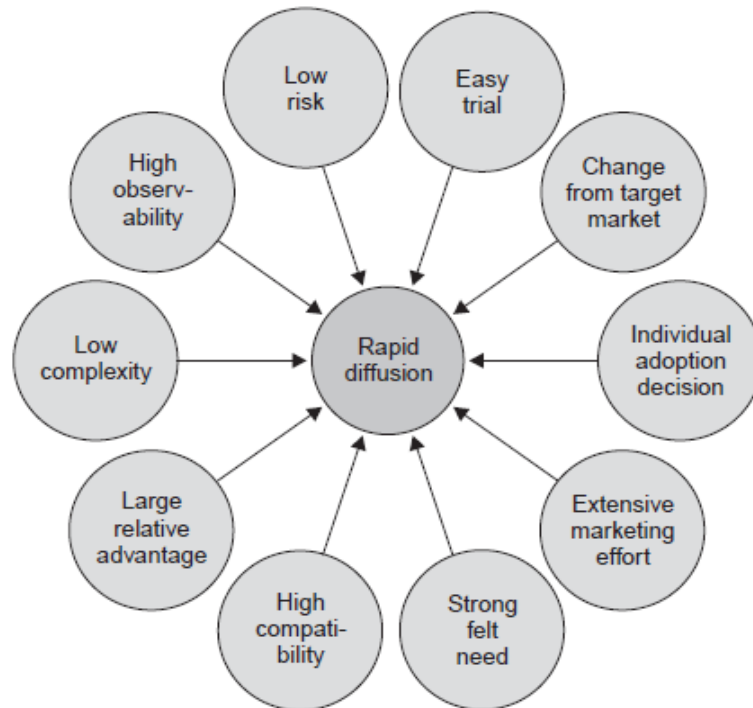 Low
risk
Easy
trial
High
observ-
ability
Change
from target
market
Low
complexity
Rapid
diffusion
Individual
adoption
decision
Large
relative
advantage
Extensive
marketing
effort
High
compati-
bility
Strong
felt
need